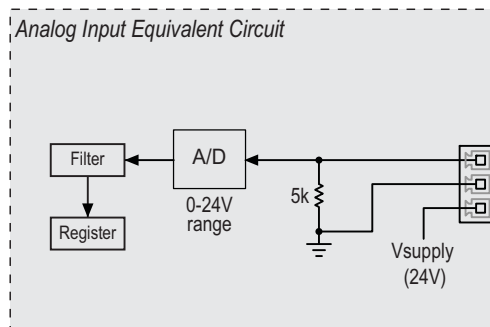 Analog Input Equivalent Circuit
Filter
A/D
0-24V
range
5k
Register
Vsupply
(24V)